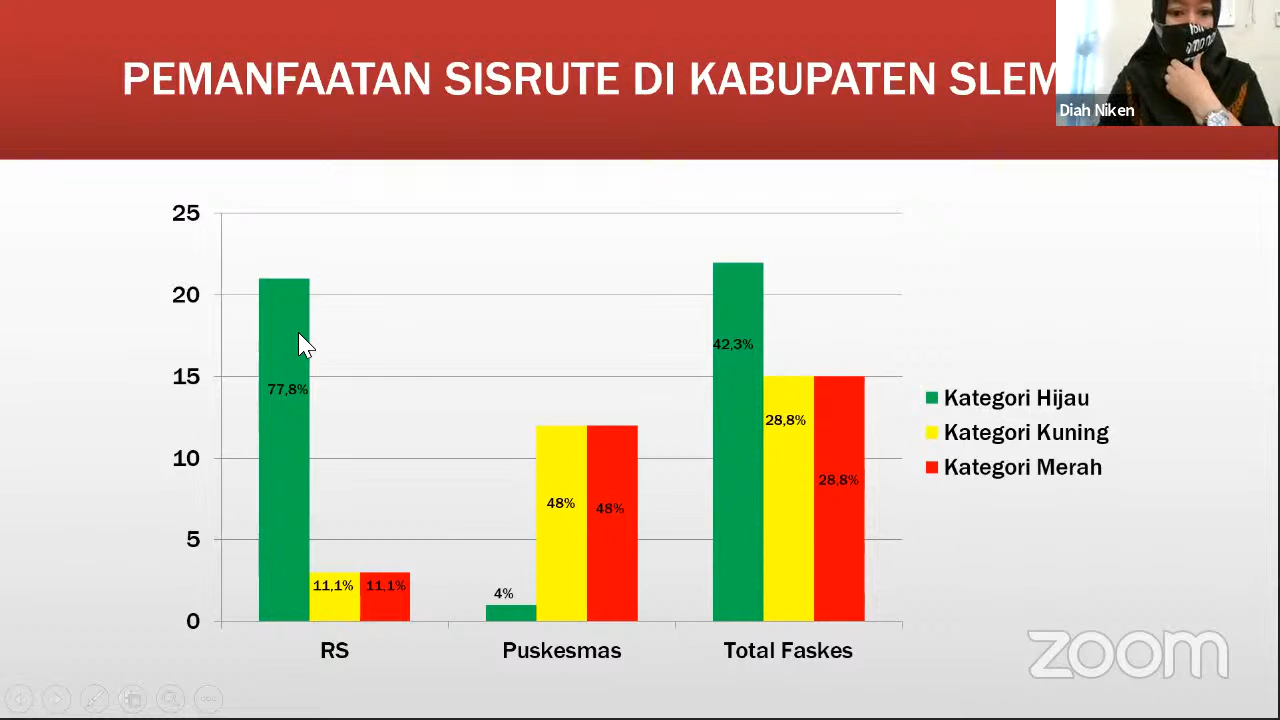 PEMANFAATAN SISRUTE DI KABUPATEN SLEM
Diah Niken
25
20
15
10
5
0
77,8%
11,1%
11,1%
4%
48%
48%
42,3%
28,8%
28,8%
RS
Puskesmas
Total Faskes
Kategori Hijau
Kategori Kuning
Kategori Merah
zoom